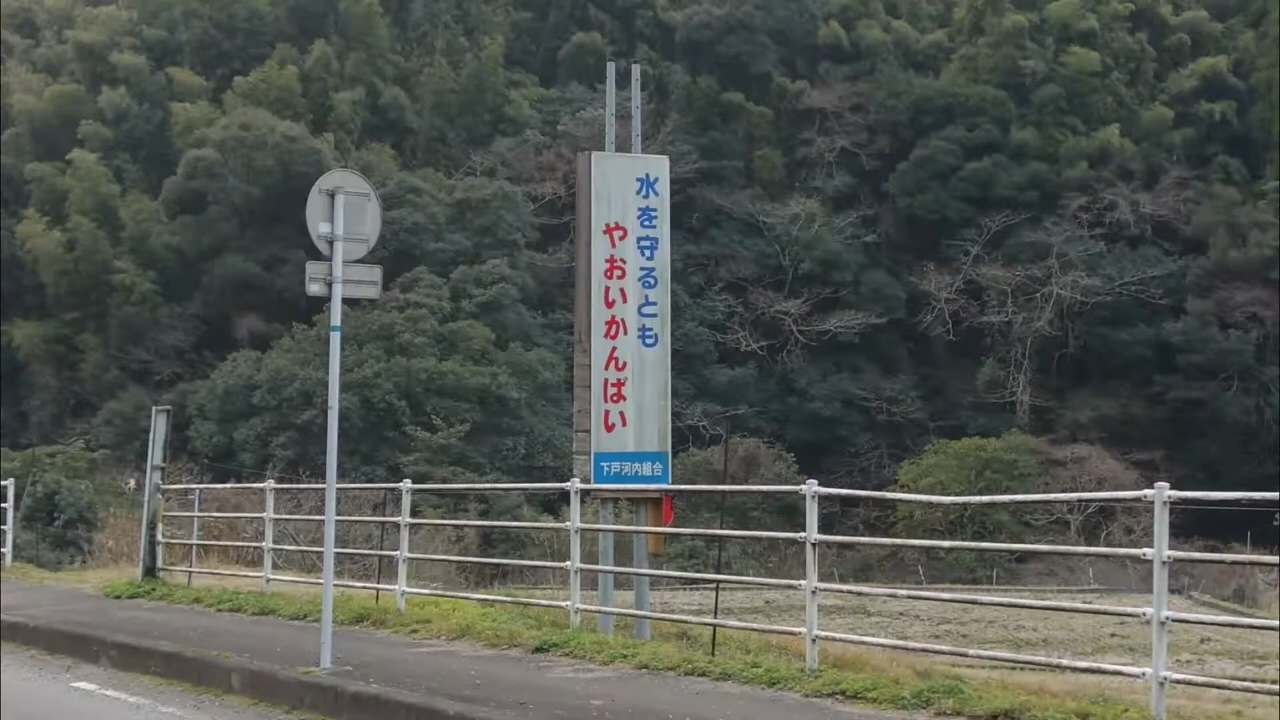 水を守るとも
やおいかんばい
下戸河内組合